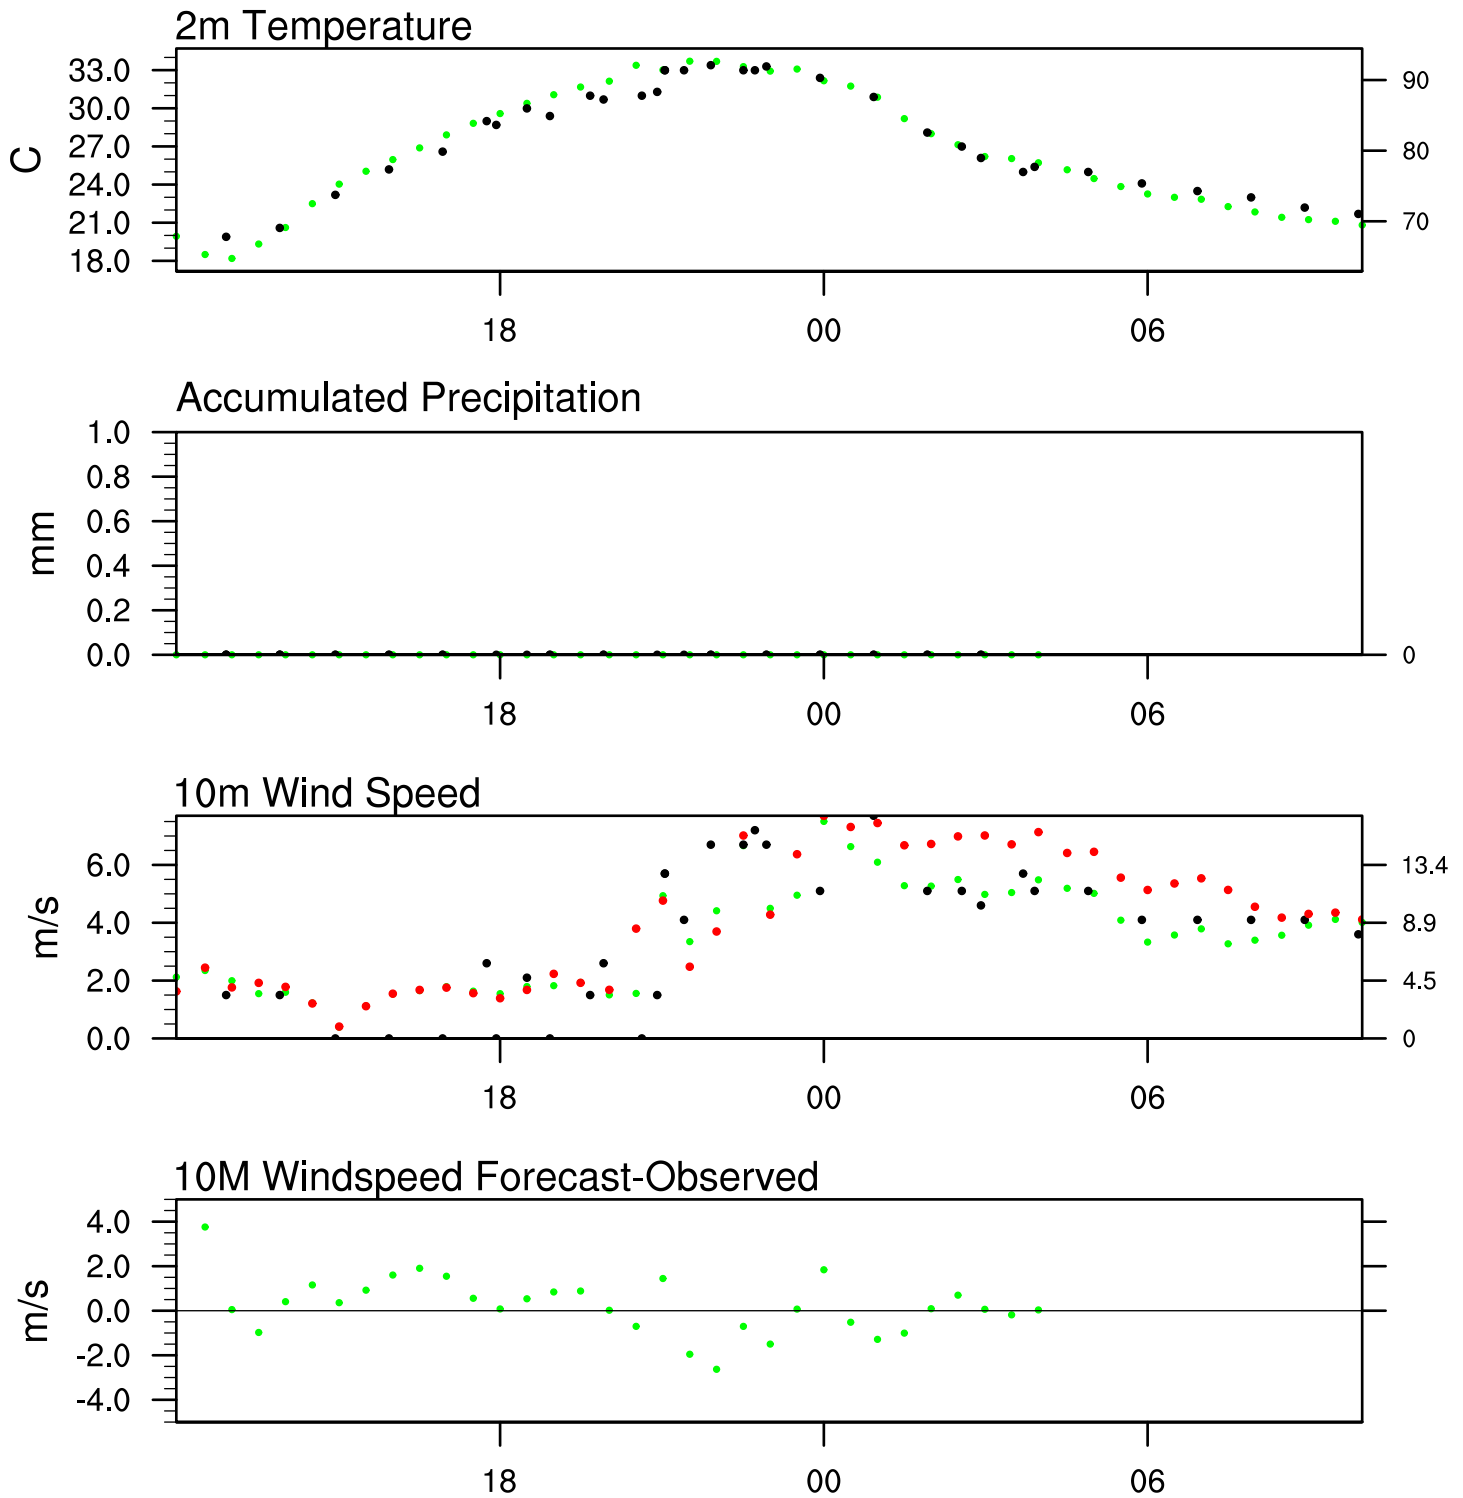 2m Temperature
33.0
30.0
27.0
24.0
21.0
18.0
C
90
80
70
18 00 06
Accumulated Precipitation
1.0
0.8
0.6
0.4
0.2
0.0
mm
0
18 00 06
10m Wind Speed
6.0
4.0
2.0
0.0
m/s
13.4
8.9
4.5
0
18 00 06
10M Windspeed Forecast-Observed
4.0
2.0
0.0
-2.0
-4.0
m/s
18 00 06